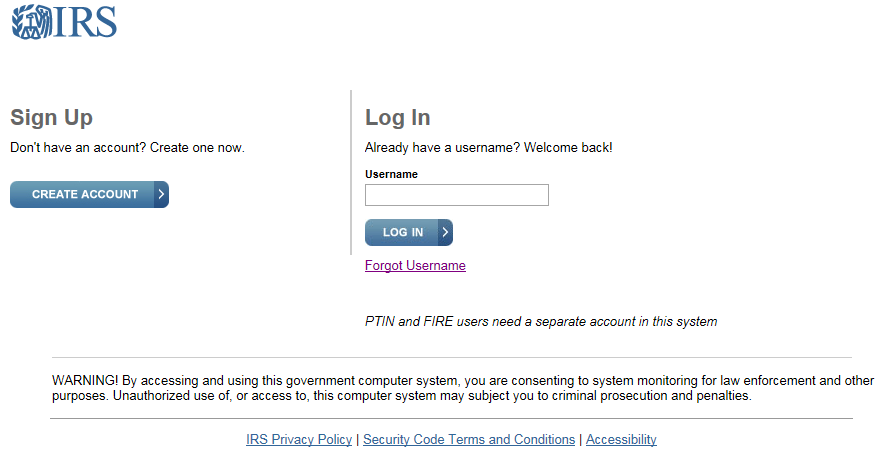 IRS
Sign Up
Don't have an account? Create one now.
CREATE ACCOUNT
Log In
Already have a username? Welcome back!
Username
LOG IN
Forgot Username
PTIN and FIRE users need a separate account in this system
WARNING! By accessing and using this government computer system, you are consenting to system monitoring for law enforcement and other
purposes. Unauthorized use of, or access to, this computer system may subject you to criminal prosecution and penalties.
IRS Privacy Policy | Security Code Terms and Conditions | Accessibility